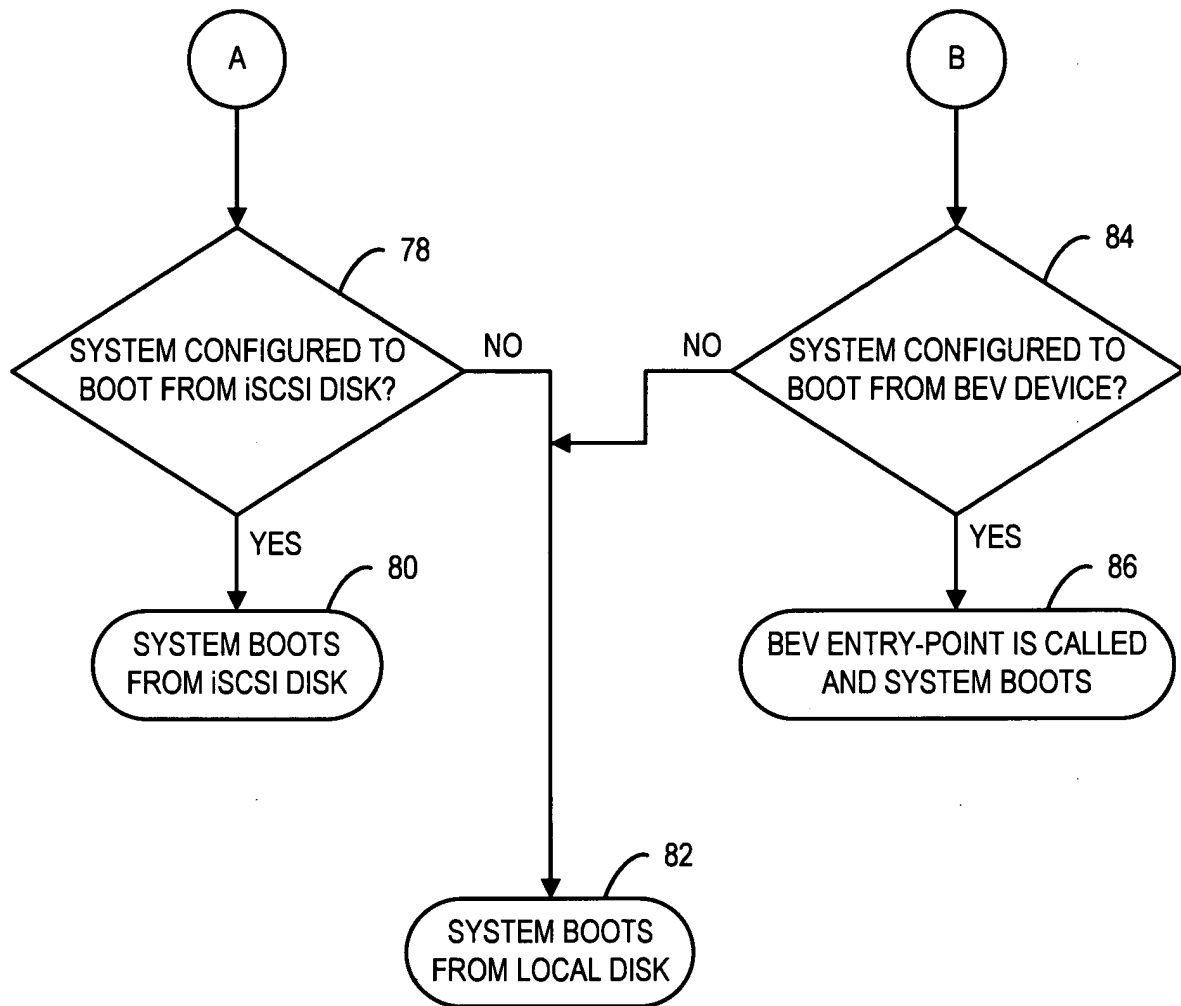 A
B
78
84
SYSTEM CONFIGURED TO
BOOT FROM iSCSI DISK?
NO
NO
SYSTEM CONFIGURED TO
BOOT FROM BEV DEVICE?
YES
80
YES
86
SYSTEM BOOTS
FROM iSCSI DISK
BEV ENTRY-POINT IS CALLED
AND SYSTEM BOOTS
82
SYSTEM BOOTS
FROM LOCAL DISK